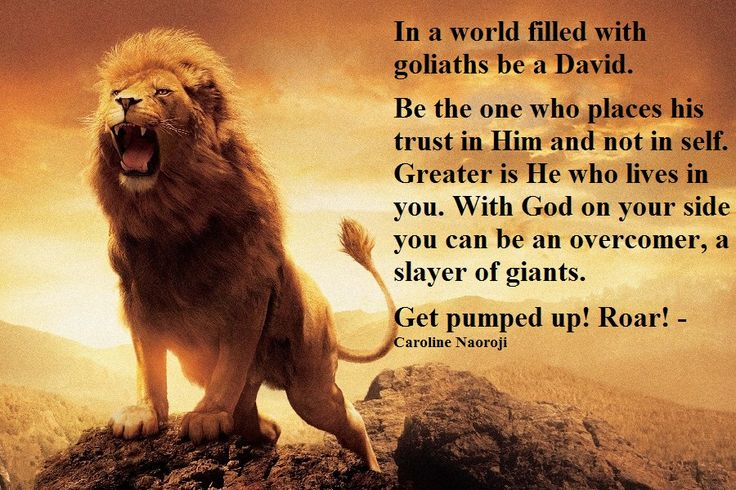 In a world filled with
goliaths be a David.
Be the one who places his
trust in Him and not in self.
Greater is He who lives in
you. With God on your side
you can be an overcomer, a
slayer of giants.
Get pumped up! Roar! -
Caroline Naoroji